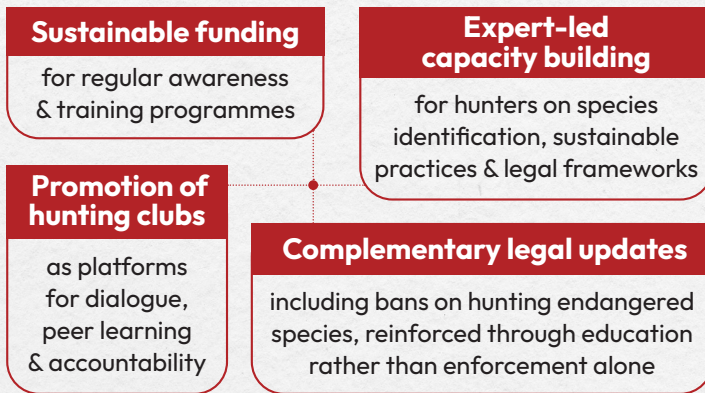 Sustainable funding
for regular awareness
& training programmes
Expert-led
capacity building
for hunters on species
identification, sustainable
practices & legal frameworks
Promotion of
hunting clubs
as platforms
for dialogue,
peer learning
& accountability
Complementary legal updates
including bans on hunting endangered
species, reinforced through education
rather than enforcement alone